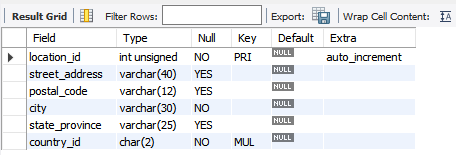 Result Grid Filter Rows: Export: Wrap Cell Content: IA
Field Type Null Key Default Extra
location_id int unsigned NO PRI NULL auto_increment
street_address varchar(40) YES NULL
postal_code varchar(12) YES NULL
city varchar(30) NO NULL
state_province varchar(25) YES NULL
country_id char(2) NO MUL NULL